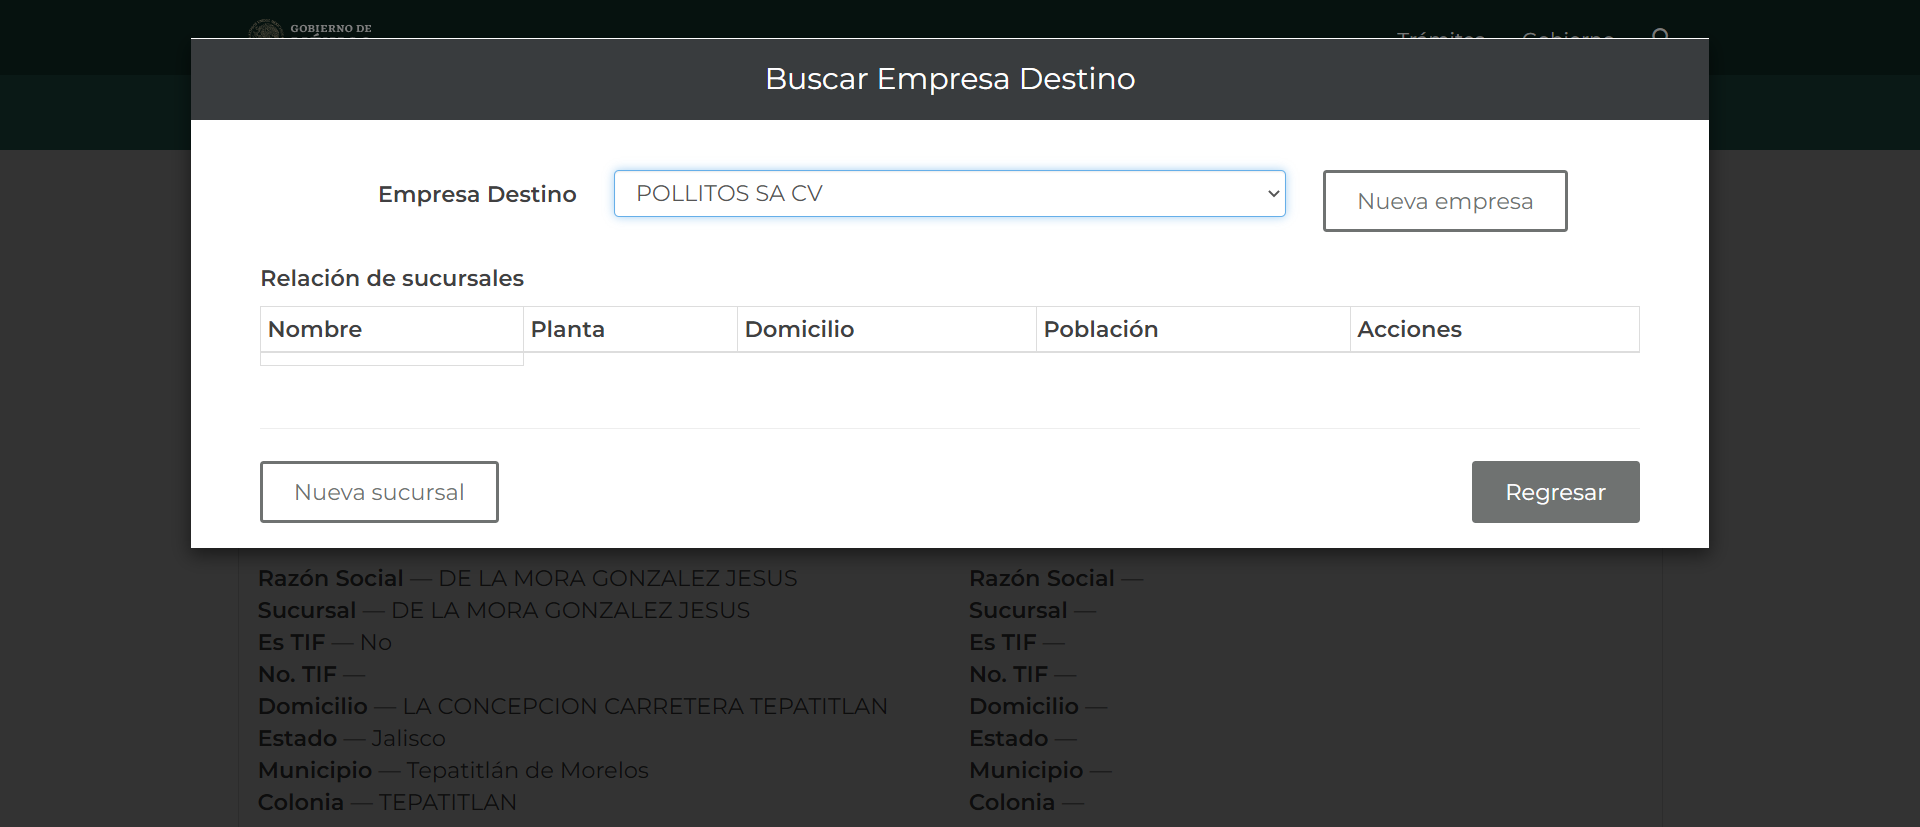 GOBIERNO DE
Trámites Gobierno
Buscar Empresa Destino
Empresa Destino POLLITOS SA CV Nueva empresa
Relación de sucursales
Nombre Planta Domicilio Población Acciones
Nueva sucursal Regresar
Razón Social — DE LA MORA GONZALEZ JESUS
Sucursal — DE LA MORA GONZALEZ JESUS
Es TIF — No
No. TIF —
Domicilio — LA CONCEPCION CARRETERA TEPATITLAN
Estado — Jalisco
Municipio — Tepatitlán de Morelos
Colonia — TEPATITLAN
Razón Social —
Sucursal —
Es TIF —
No. TIF —
Domicilio —
Estado —
Municipio —
Colonia —